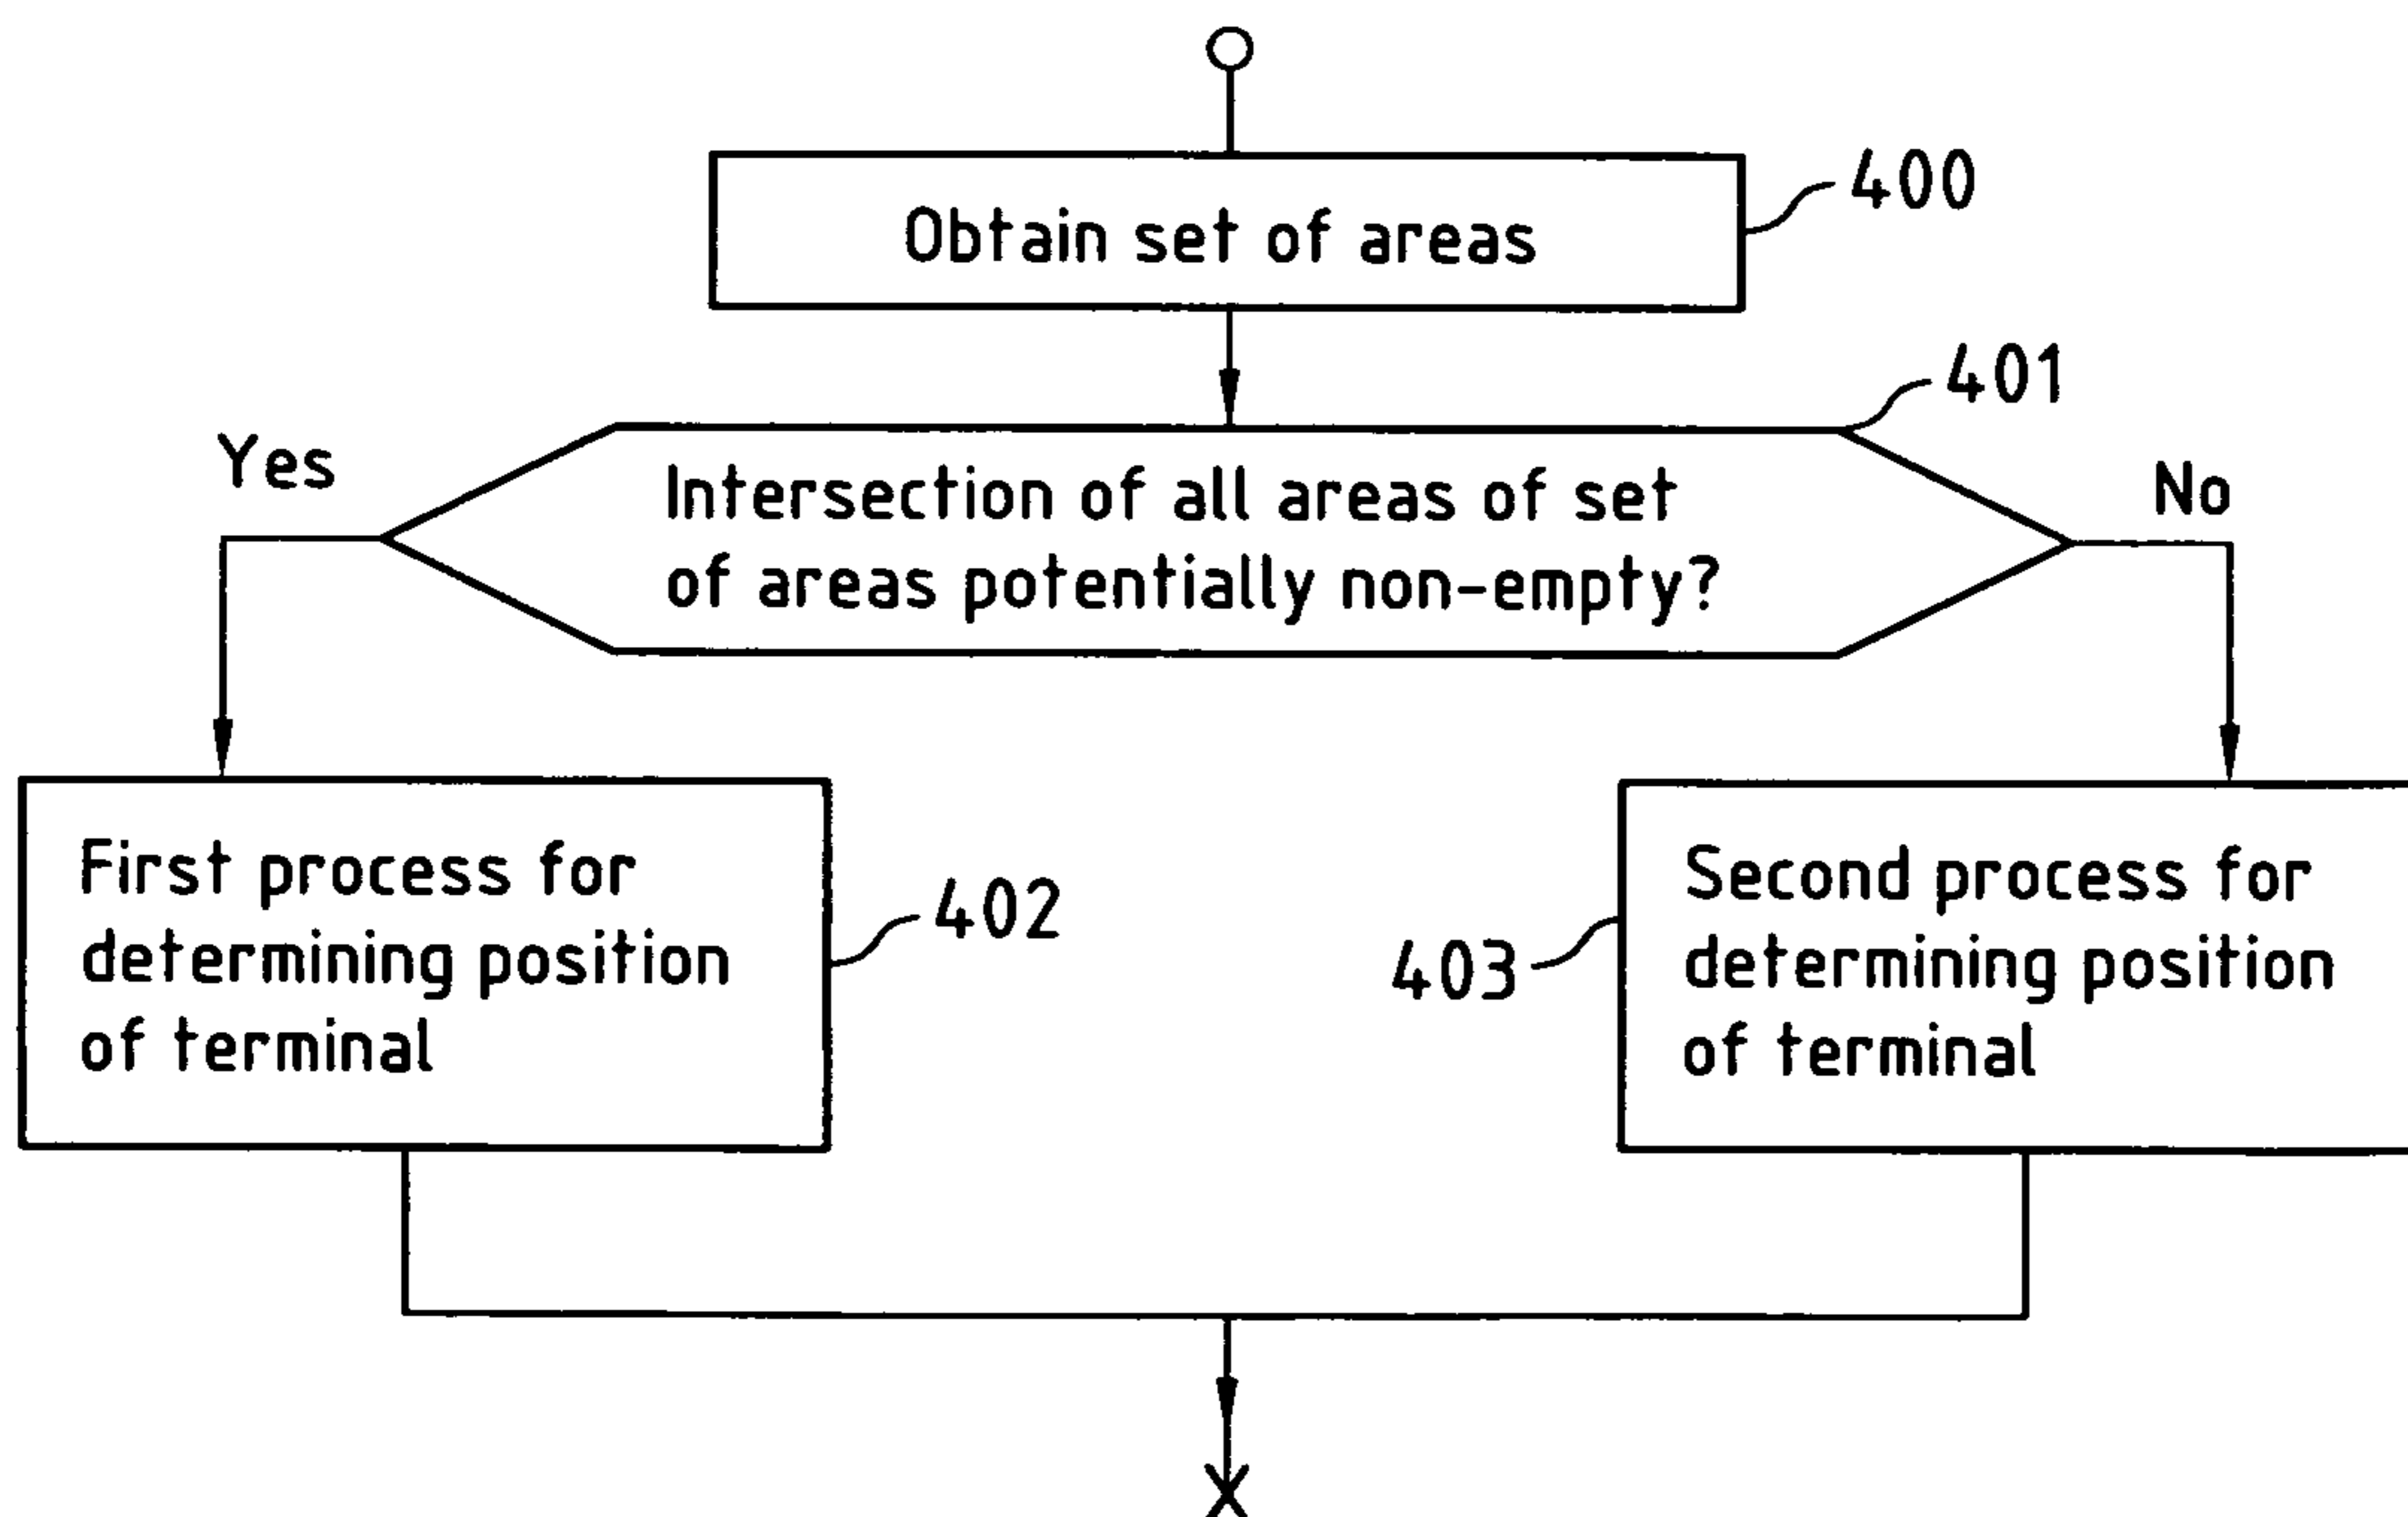 Obtain set of areas
400
401
Yes
Intersection of all areas of set
of areas potentially non-empty?
No
First process for
determining position
of terminal
402
403
Second process for
determining position
of terminal